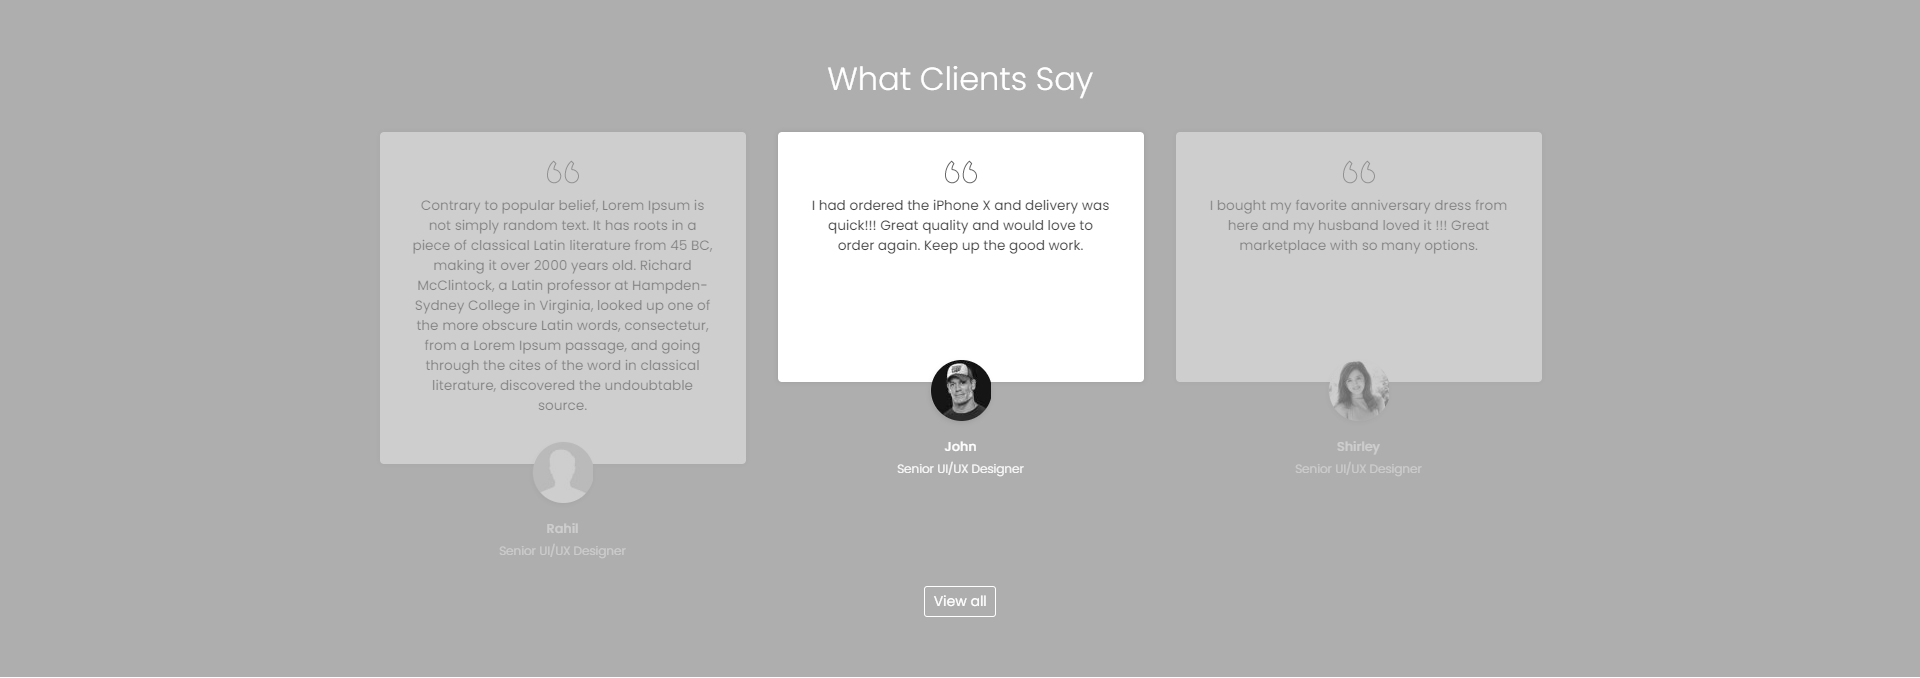 What Clients Say
Contrary to popular belief, Lorem Ipsum is
not simply random text. It has roots in a
piece of classical Latin literature from 45 BC,
making it over 2000 years old. Richard
McClintock, a Latin professor at Hampden-
Sydney College in Virginia, looked up one of
the more obscure Latin words, consectetur,
from a Lorem Ipsum passage, and going
through the cites of the word in classical
literature, discovered the undoubtable
source.
Rahil
Senior UI/UX Designer
I had ordered the iPhone X and delivery was
quick!!! Great quality and would love to
order again. Keep up the good work.
John
Senior UI/UX Designer
I bought my favorite anniversary dress from
here and my husband loved it !!! Great
marketplace with so many options.
Shirley
Senior UI/UX Designer
View all